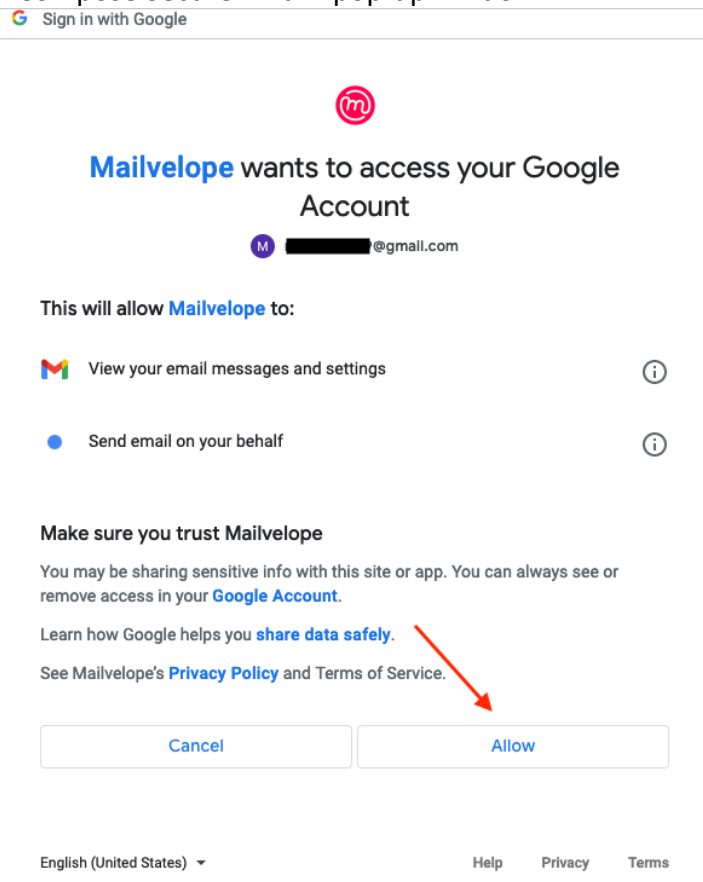 Sign in with Google
Mailvelope wants to access your Google
Account
M @gmail.com
This will allow Mailvelope to:
View your email messages and settings
Send email on your behalf
Make sure you trust Mailvelope
You may be sharing sensitive info with this site or app. You can always see or
remove access in your Google Account.
Learn how Google helps you share data safely.
See Mailvelope's Privacy Policy and Terms of Service.
Cancel Allow
English (United States) Help Privacy Terms